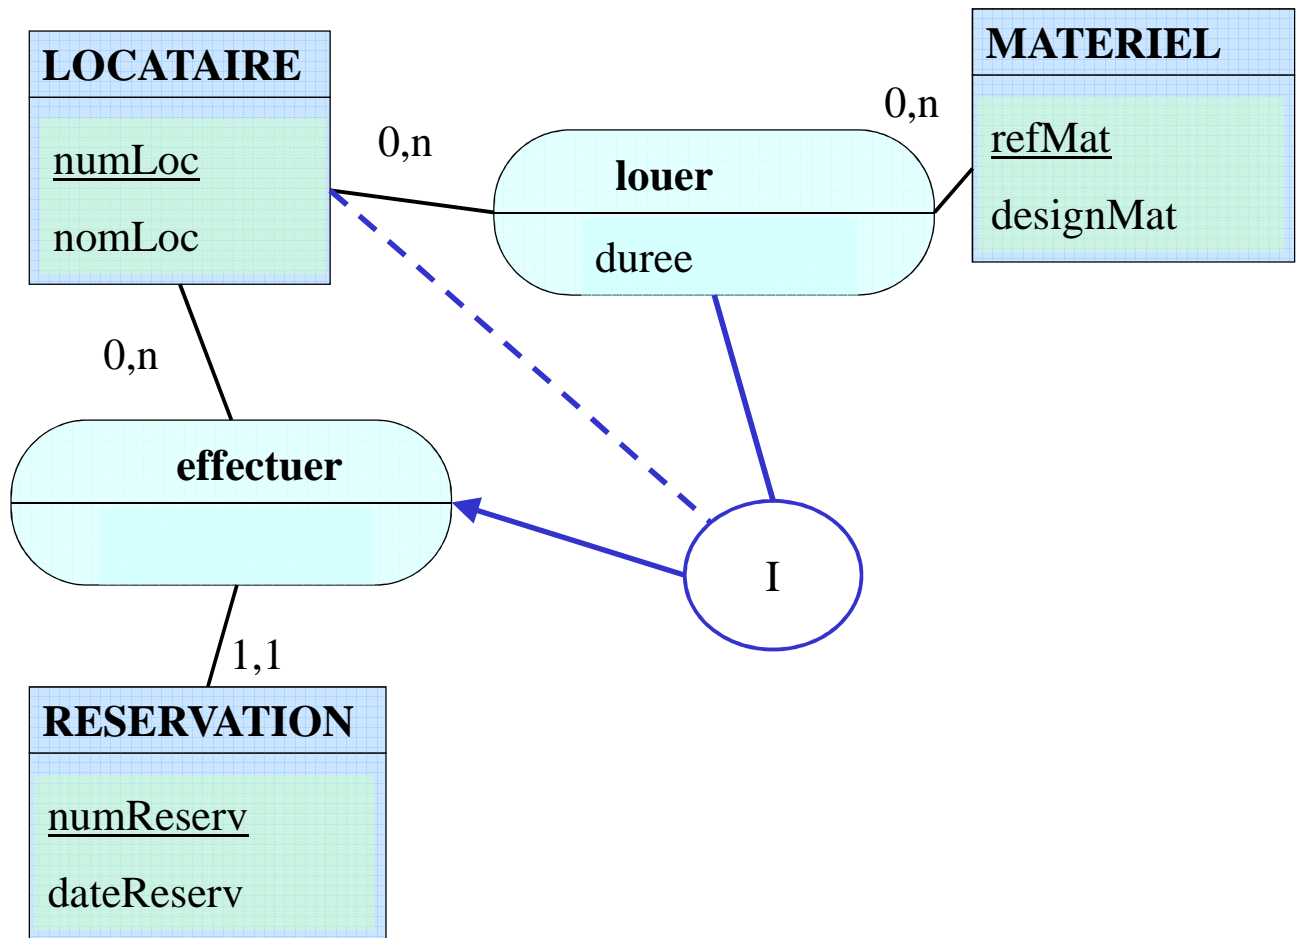 LOCATAIRE
numLoc
nomLoc
0,n
louer
duree
0,n
MATERIEL
refMat
designMat
0,n
effectuer
I
1,1
RESERVATION
numReserv
dateReserv